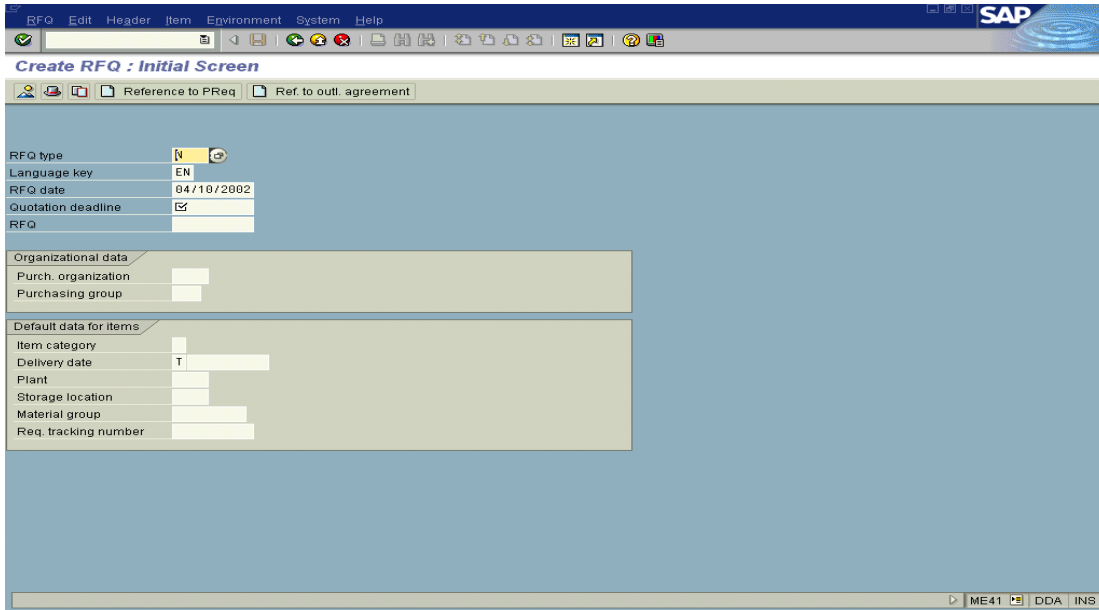 RFQ Edit Header Item Environment System Help
SAP
Create RFQ : Initial Screen
Reference to PReq Ref. to outl. agreement
RFQ type
Language key EN
RFQ date 04/10/2002
Quotation deadline
RFQ
Organizational data
Purch. organization
Purchasing group
Default data for items
Item category
Delivery date T
Plant
Storage location
Material group
Req. tracking number
ME41 DDA INS